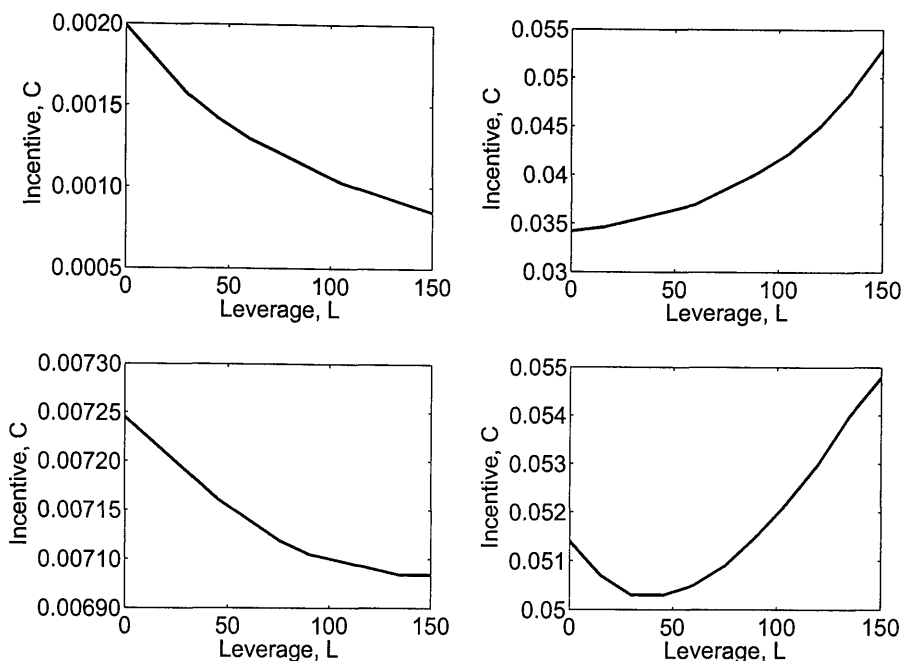 0.0020
0.0015
0.0010
0.0005
Incentive, C
0 50 100 150
Leverage, L
0.055
0.05
0.045
0.04
0.035
0.03
Incentive, C
0 50 100 150
Leverage, L
0.00730
0.00725
0.00720
0.00715
0.00710
0.00690
Incentive, C
0 50 100 150
Leverage, L
0.055
0.054
0.053
0.052
0.051
0.05
Incentive, C
0 50 100 150
Leverage, L